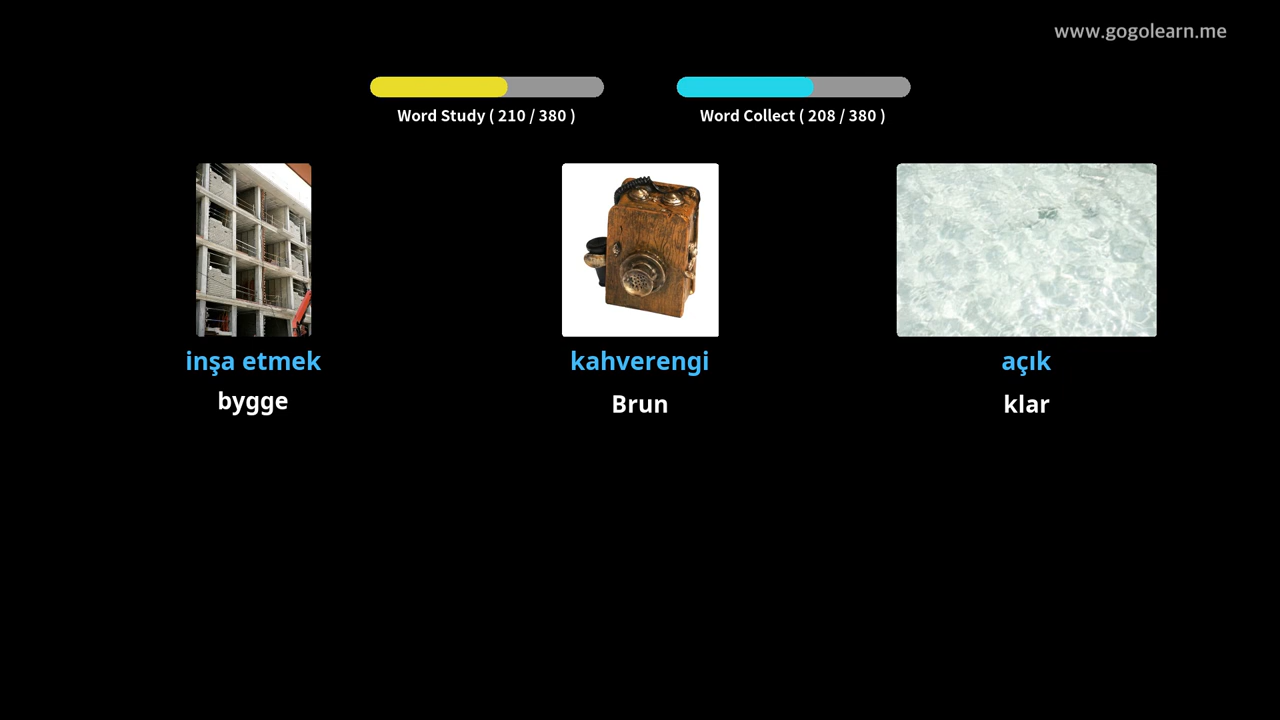 www.gogolearn.me
Word Study ( 210 / 380 )
Word Collect ( 208 / 380 )
inşa etmek
kahverengi
açık
bygge
Brun
klar